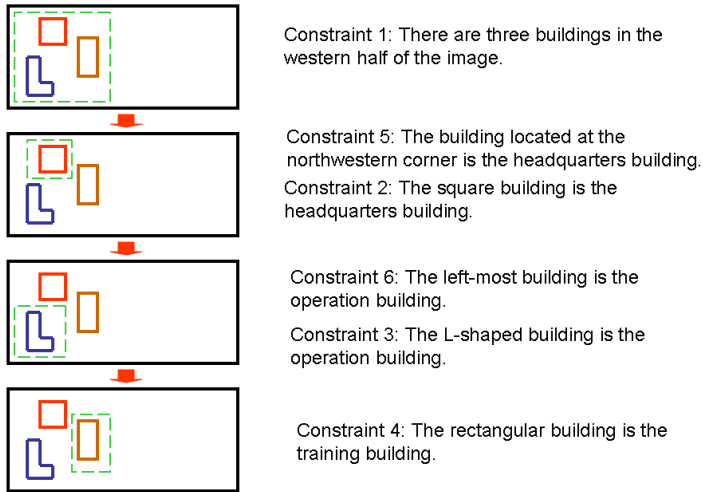 Constraint 1: There are three buildings in the
western half of the image.
Constraint 5: The building located at the
northwestern corner is the headquarters building.
Constraint 2: The square building is the
headquarters building.
Constraint 6: The left-most building is the
operation building.
Constraint 3: The L-shaped building is the
operation building.
Constraint 4: The rectangular building is the
training building.